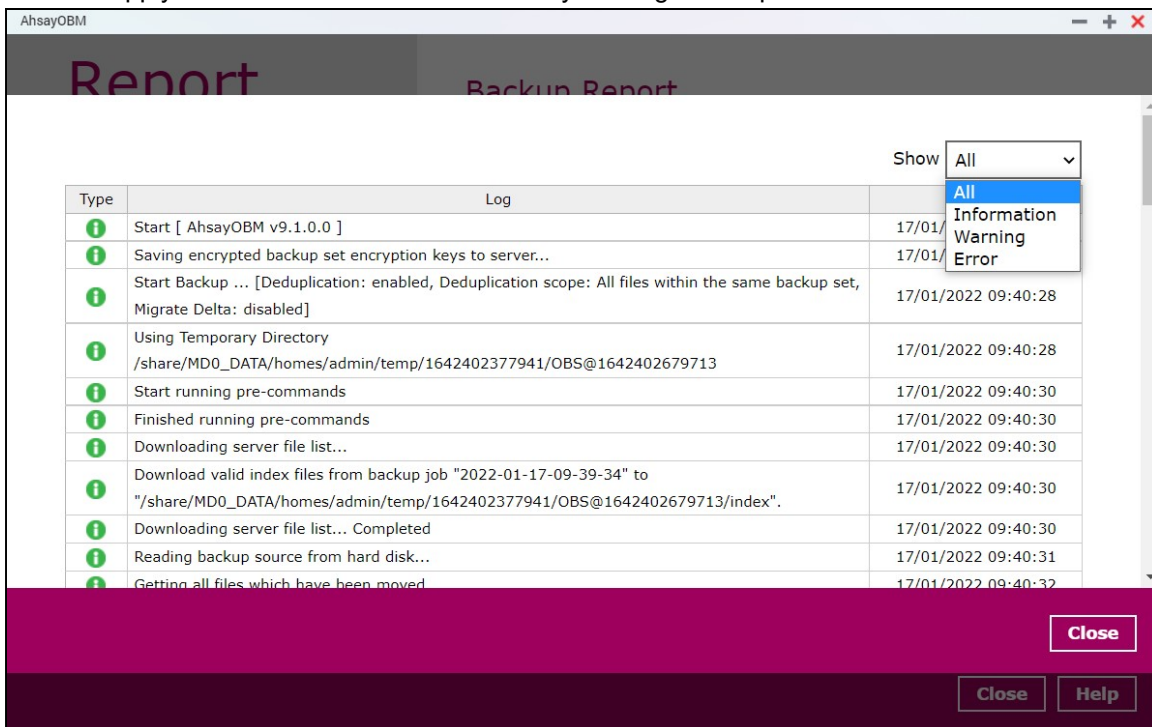 AhsayOBM
Report
Backup Report
Show All
All
Information
Warning
Error
Type Log
Start [ AhsayOBM v9.1.0.0 ] 17/01/
Saving encrypted backup set encryption keys to server... 17/01/
Start Backup ... [Deduplication: enabled, Deduplication scope: All files within the same backup set,
Migrate Delta: disabled] 17/01/2022 09:40:28
Using Temporary Directory
/share/MD0_DATA/homes/admin/temp/1642402377941/OBS@1642402679713 17/01/2022 09:40:28
Start running pre-commands 17/01/2022 09:40:30
Finished running pre-commands 17/01/2022 09:40:30
Downloading server file list... 17/01/2022 09:40:30
Download valid index files from backup job "2022-01-17-09-39-34" to
"/share/MD0_DATA/homes/admin/temp/1642402377941/OBS@1642402679713/index". 17/01/2022 09:40:30
Downloading server file list... Completed 17/01/2022 09:40:30
Reading backup source from hard disk... 17/01/2022 09:40:31
Getting all files which have been moved 17/01/2022 09:40:32
Close
Close Help